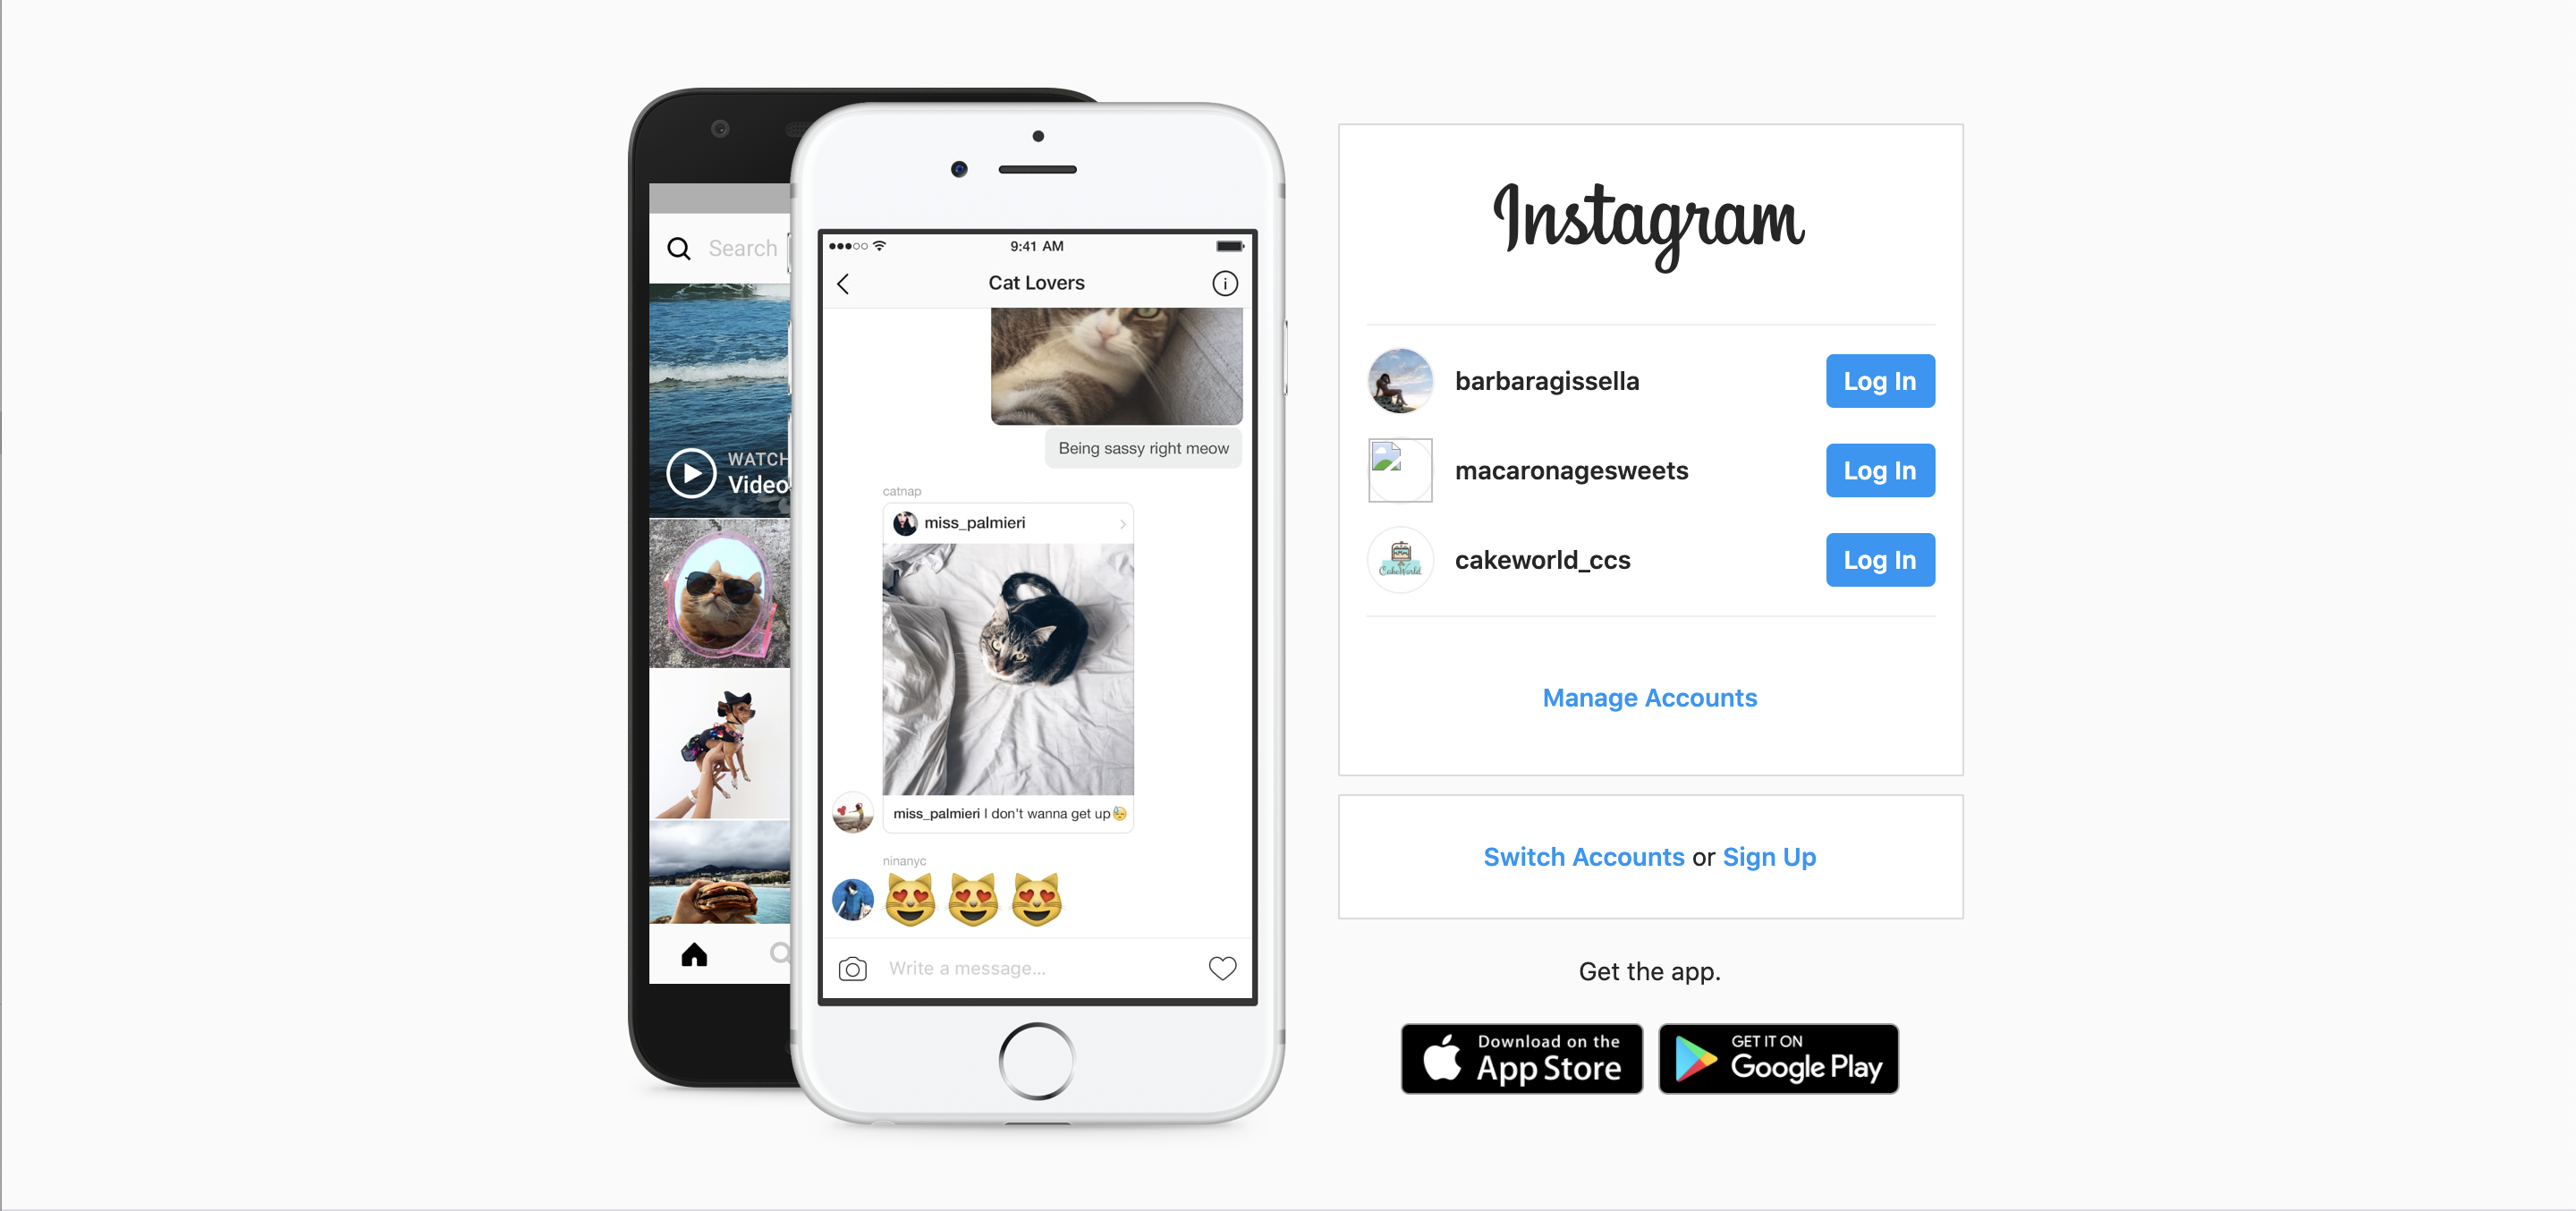 Search
WATCH
Video
9:41 AM
Cat Lovers
Being sassy right meow
catnap
miss_palmieri
miss_palmieri I don't wanna get up😓
ninanyc
😻 😻 😻
Write a message...
Instagram
barbaragissella
Log In
macaronagesweets
Log In
CakeWorld
cakeworld_ccs
Log In
Manage Accounts
Switch Accounts or Sign Up
Get the app.
Download on the
App Store
GET IT ON
Google Play